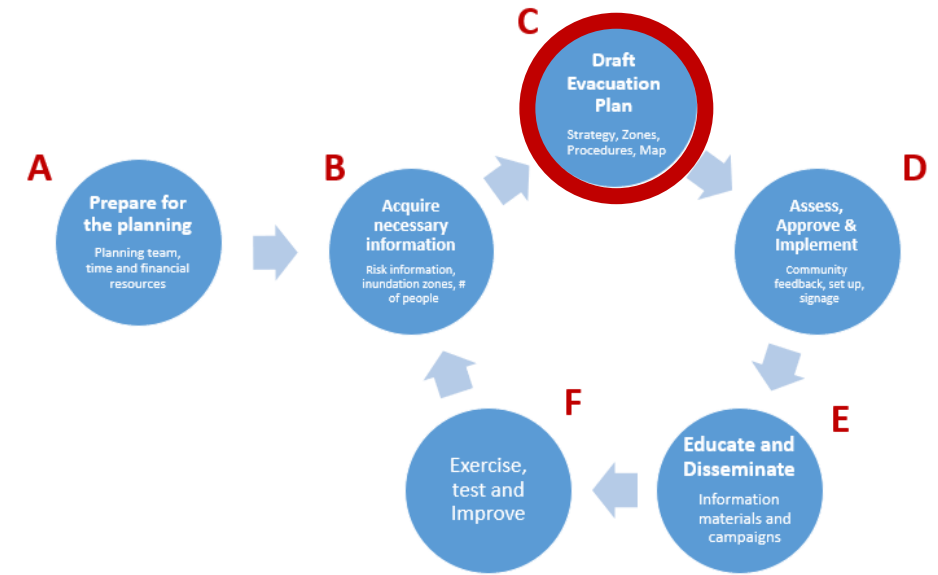 A
Prepare for
the planning
Planning team,
time and financial
resources
B
Acquire
necessary
information
Risk information,
inundation zones, #
of people
C
Draft
Evacuation
Plan
Strategy, Zones,
Procedures, Map
D
Assess,
Approve &
Implement
Community
feedback, set up,
signage
E
Educate and
Disseminate
Information
materials and
campaigns
F
Exercise,
test and
Improve